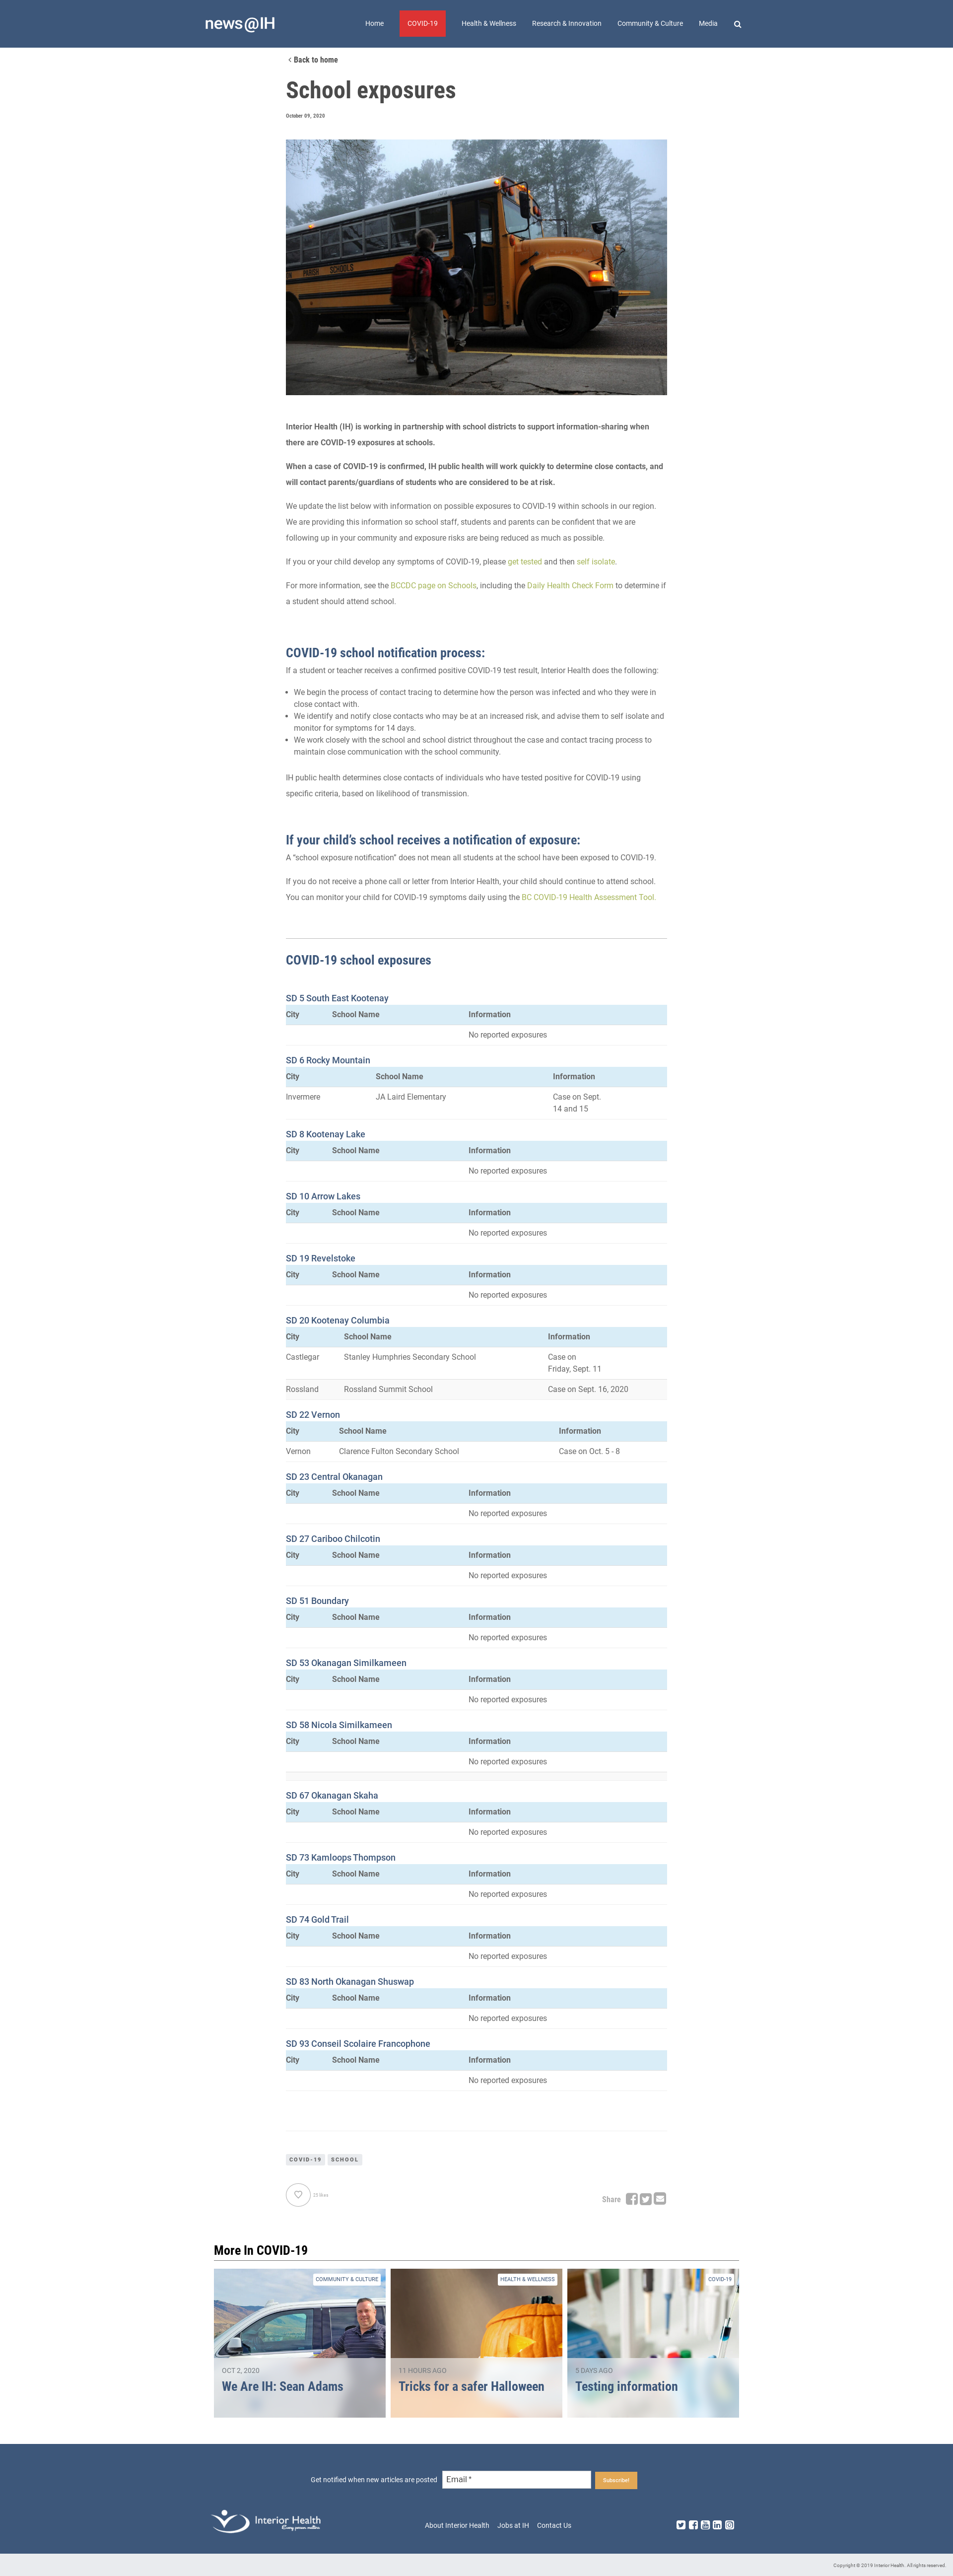 news@IH
Home
COVID-19
Health & Wellness
Research & Innovation
Community & Culture
Media
Back to home
School exposures
October 09, 2020
PARISH SCHOOLS
Interior Health (IH) is working in partnership with school districts to support information-sharing when
there are COVID-19 exposures at schools.
When a case of COVID-19 is confirmed, IH public health will work quickly to determine close contacts, and
will contact parents/guardians of students who are considered to be at risk.
We update the list below with information on possible exposures to COVID-19 within schools in our region.
We are providing this information so school staff, students and parents can be confident that we are
following up in your community and exposure risks are being reduced as much as possible.
If you or your child develop any symptoms of COVID-19, please get tested and then self isolate.
For more information, see the BCCDC page on Schools, including the Daily Health Check Form to determine if
a student should attend school.
COVID-19 school notification process:
If a student or teacher receives a confirmed positive COVID-19 test result, Interior Health does the following:
• We begin the process of contact tracing to determine how the person was infected and who they were in
close contact with.
• We identify and notify close contacts who may be at an increased risk, and advise them to self isolate and
monitor for symptoms for 14 days.
• We work closely with the school and school district throughout the case and contact tracing process to
maintain close communication with the school community.
IH public health determines close contacts of individuals who have tested positive for COVID-19 using
specific criteria, based on likelihood of transmission.
If your child's school receives a notification of exposure:
A "school exposure notification" does not mean all students at the school have been exposed to COVID-19.
If you do not receive a phone call or letter from Interior Health, your child should continue to attend school.
You can monitor your child for COVID-19 symptoms daily using the BC COVID-19 Health Assessment Tool.
COVID-19 school exposures
SD 5 South East Kootenay
City School Name Information
No reported exposures
SD 6 Rocky Mountain
City School Name Information
Invermere JA Laird Elementary Case on Sept.
14 and 15
SD 8 Kootenay Lake
City School Name Information
No reported exposures
SD 10 Arrow Lakes
City School Name Information
No reported exposures
SD 19 Revelstoke
City School Name Information
No reported exposures
SD 20 Kootenay Columbia
City School Name Information
Castlegar Stanley Humphries Secondary School Case on
Friday, Sept. 11
Rossland Rossland Summit School Case on Sept. 16, 2020
SD 22 Vernon
City School Name Information
Vernon Clarence Fulton Secondary School Case on Oct. 5 - 8
SD 23 Central Okanagan
City School Name Information
No reported exposures
SD 27 Cariboo Chilcotin
City School Name Information
No reported exposures
SD 51 Boundary
City School Name Information
No reported exposures
SD 53 Okanagan Similkameen
City School Name Information
No reported exposures
SD 58 Nicola Similkameen
City School Name Information
No reported exposures
SD 67 Okanagan Skaha
City School Name Information
No reported exposures
SD 73 Kamloops Thompson
City School Name Information
No reported exposures
SD 74 Gold Trail
City School Name Information
No reported exposures
SD 83 North Okanagan Shuswap
City School Name Information
No reported exposures
SD 93 Conseil Scolaire Francophone
City School Name Information
No reported exposures
COVID-19 SCHOOL
likes
Share
More In COVID-19
COMMUNITY & CULTURE
OCT 2, 2020
We Are IH: Sean Adams
HEALTH & WELLNESS
11 HOURS AGO
Tricks for a safer Halloween
COVID-19
5 DAYS AGO
Testing information
Get notified when new articles are posted
Email *
Subscribe!
Interior Health
Every person matters
About Interior Health
Jobs at IH
Contact Us
Copyright © 2019 Interior Health. All rights reserved.